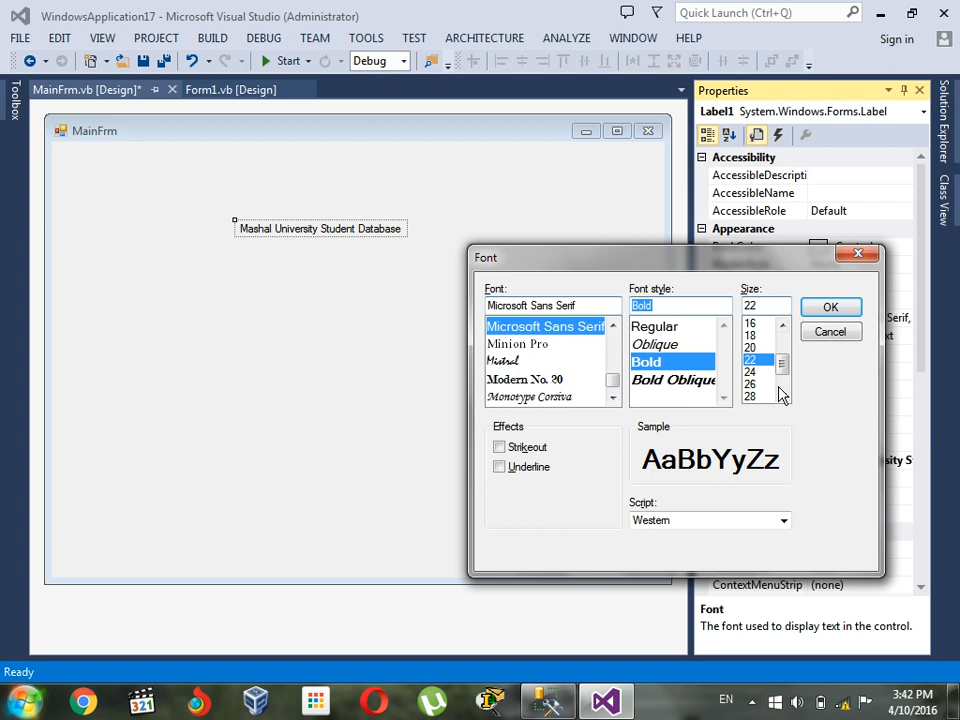 WindowsApplication17 - Microsoft Visual Studio (Administrator)
Quick Launch (Ctrl+Q)
FILE EDIT VIEW PROJECT BUILD DEBUG TEAM TOOLS TEST ARCHITECTURE ANALYZE WINDOW HELP
Sign in
Start
Debug
Toolbox
MainFrm.vb [Design]*
Form1.vb [Design]
Properties
Solution Explorer
Class View
Label1 System.Windows.Forms.Label
MainFrm
Accessibility
AccessibleDescripti
AccessibleName
AccessibleRole Default
Appearance
Mashal University Student Database
Font
Font: Font style: Size:
Microsoft Sans Serif Bold 22
OK
Cancel
Microsoft Sans Serif
Minion Pro
Mistral
Modern No. 20
Monotype Corsiva
Regular
Oblique
Bold
Bold Oblique
16
18
20
22
24
26
28
Effects
Strikeout
Underline
Sample
AaBbYyZz
Script:
Western
Serif,
xt
sity S
ContextMenuStrip (none)
Font
The font used to display text in the control.
Ready
321
EN
3:42 PM
4/10/2016